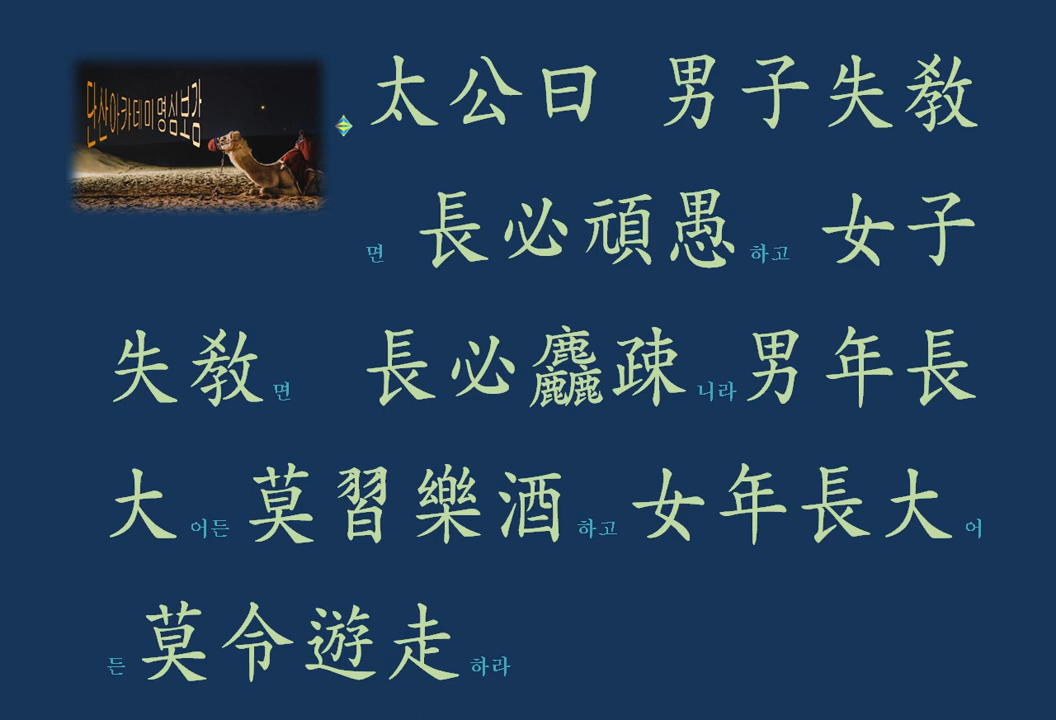 단산아카데미명심보감
太公曰 男子失敎
면 長必頑愚하고 女子
失敎면 長必麤疎니라 男年長
大어든 莫習樂酒하고 女年長大어
든 莫令遊走하라